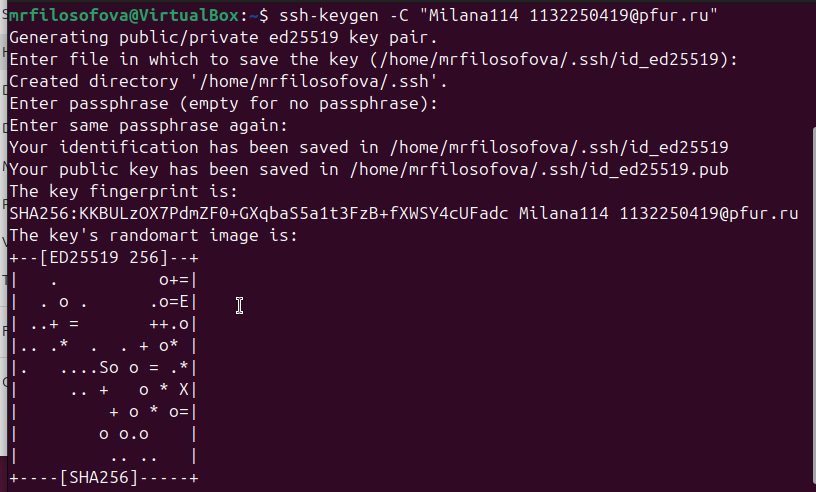 mrfilosofova@VirtualBox:~$ ssh-keygen -C "Milana114 1132250419@pfur.ru"
Generating public/private ed25519 key pair.
Enter file in which to save the key (/home/mrfilosofova/.ssh/id_ed25519):
Created directory '/home/mrfilosofova/.ssh'.
Enter passphrase (empty for no passphrase):
Enter same passphrase again:
Your identification has been saved in /home/mrfilosofova/.ssh/id_ed25519
Your public key has been saved in /home/mrfilosofova/.ssh/id_ed25519.pub
The key fingerprint is:
SHA256:KKBULzOX7PdmZF0+GXqbaS5a1t3FzB+fXWSY4cUFadc Milana114 1132250419@pfur.ru
The key's randomart image is:
+--[ED25519 256]--+
|   .           o+=|
|  . o .       .o=E|
| ..+ =       ++.o|
|.. .*  .  . + o* |
|.   ....So o = .*|
|     .. +   o * X|
|         + o * o=|
|        o o.o    |
|         .. ..   |
+----[SHA256]-----+